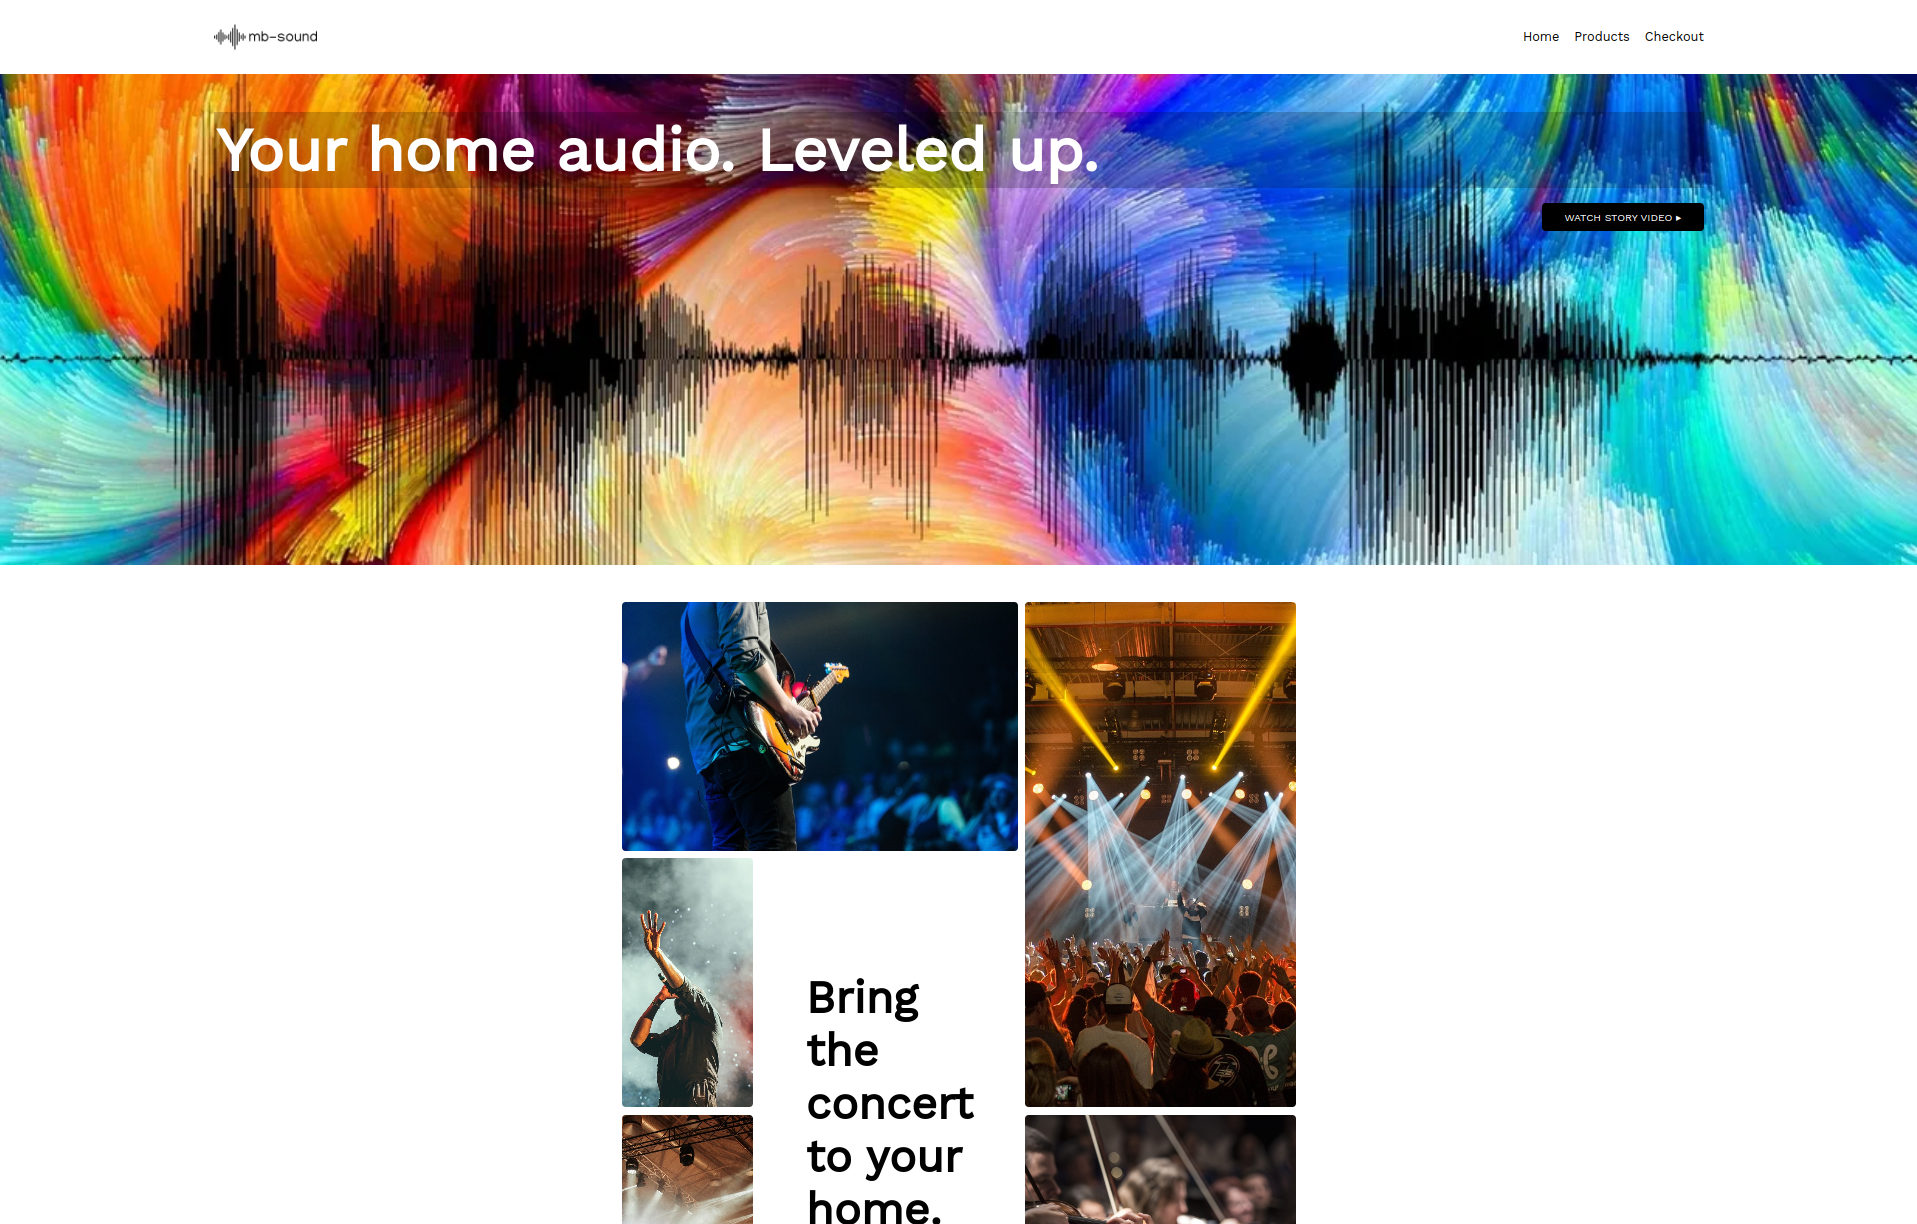 mb-sound
Home Products Checkout
Your home audio. Leveled up.
WATCH STORY VIDEO ▸
Bring
the
concert
to your
home.